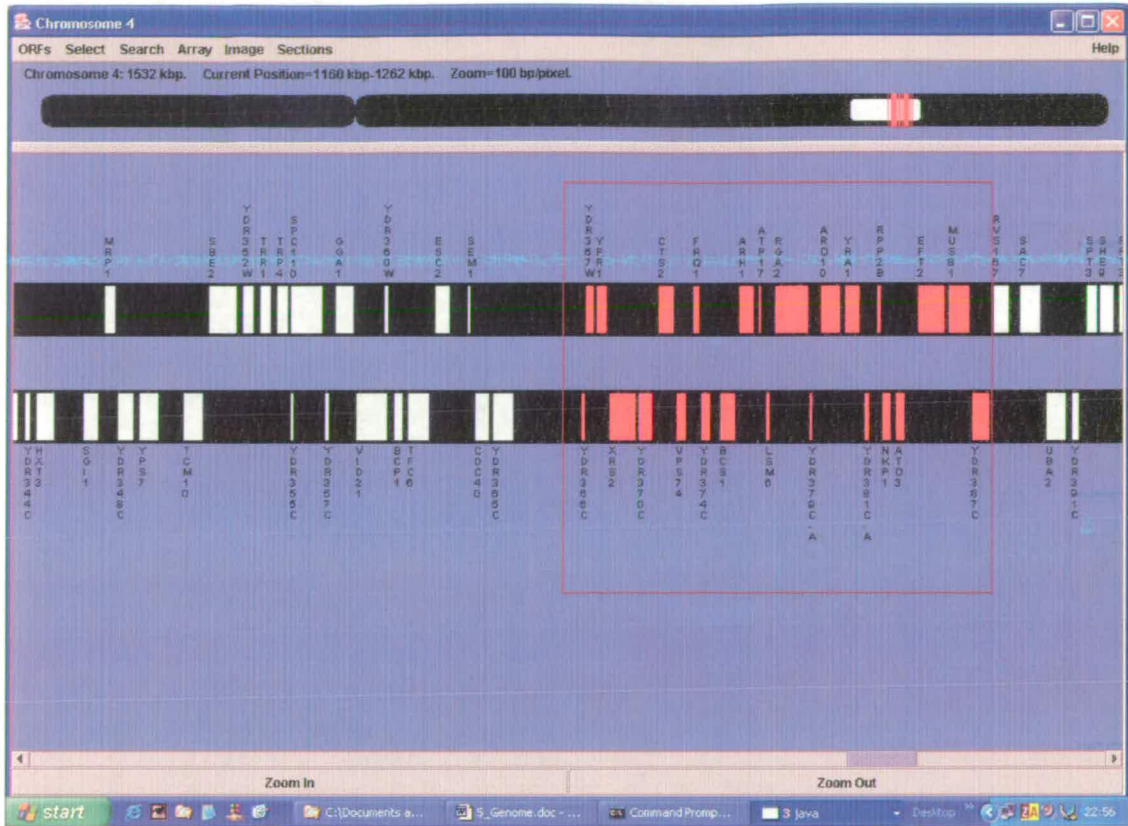 Chromosome 4
ORFs Select Search Array Image Sections Help
Chromosome 4: 1532 kbp. Current Position=1160 kbp-1262 kbp. Zoom=100 bp/pixel.
MRP1 SBE2 YDR352W TRR1 TRP4 SPC110 GGA1 YDR360W ESC2 SEM1 YDR367W YPR1 CTS2 FRQ1 ARH1 ATP17 RGA2 ARO10 YRA1 RPP2B EFT2 MUS81 RVS167 SAC7 SPT3 SHE9
YDR344C HXT3 SGI1 YDR348C YPS7 TCM10 YDR355C YDR357C VID21 BCP1 TFC6 CDC40 YDR365C YDR366C XRS2 YDR370C VPS74 YDR374C BCS1 LSM6 YDR379C-A YDR381C-A NKP1 ATO3 YDR387C UBA2 YDR391C
Zoom In Zoom Out
start C:\Documents a... 5_Genome.doc - ... Command Promp... 3 Java Desktop 22:56